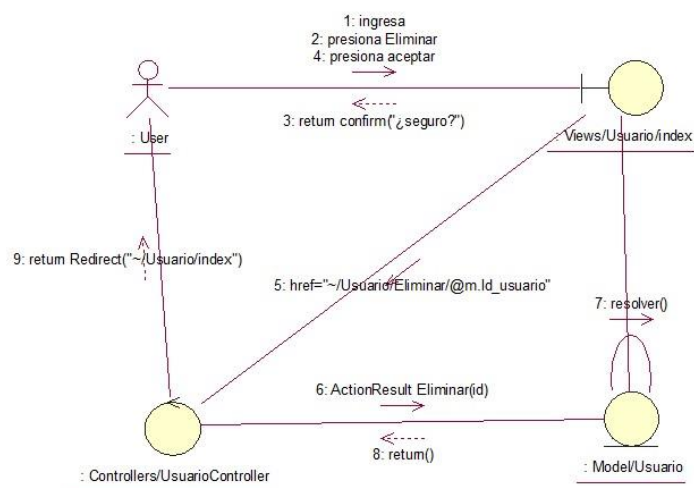 1: ingresa
2: presiona Eliminar
4: presiona aceptar
3: return confirm("¿seguro?")
: User
: Views/Usuario/index
9: return Redirect("~/Usuario/index")
5: href="~/Usuario/Eliminar/@m.Id_usuario"
7: resolver()
6: ActionResult Eliminar(id)
8: return()
: Controllers/UsuarioController
: Model/Usuario